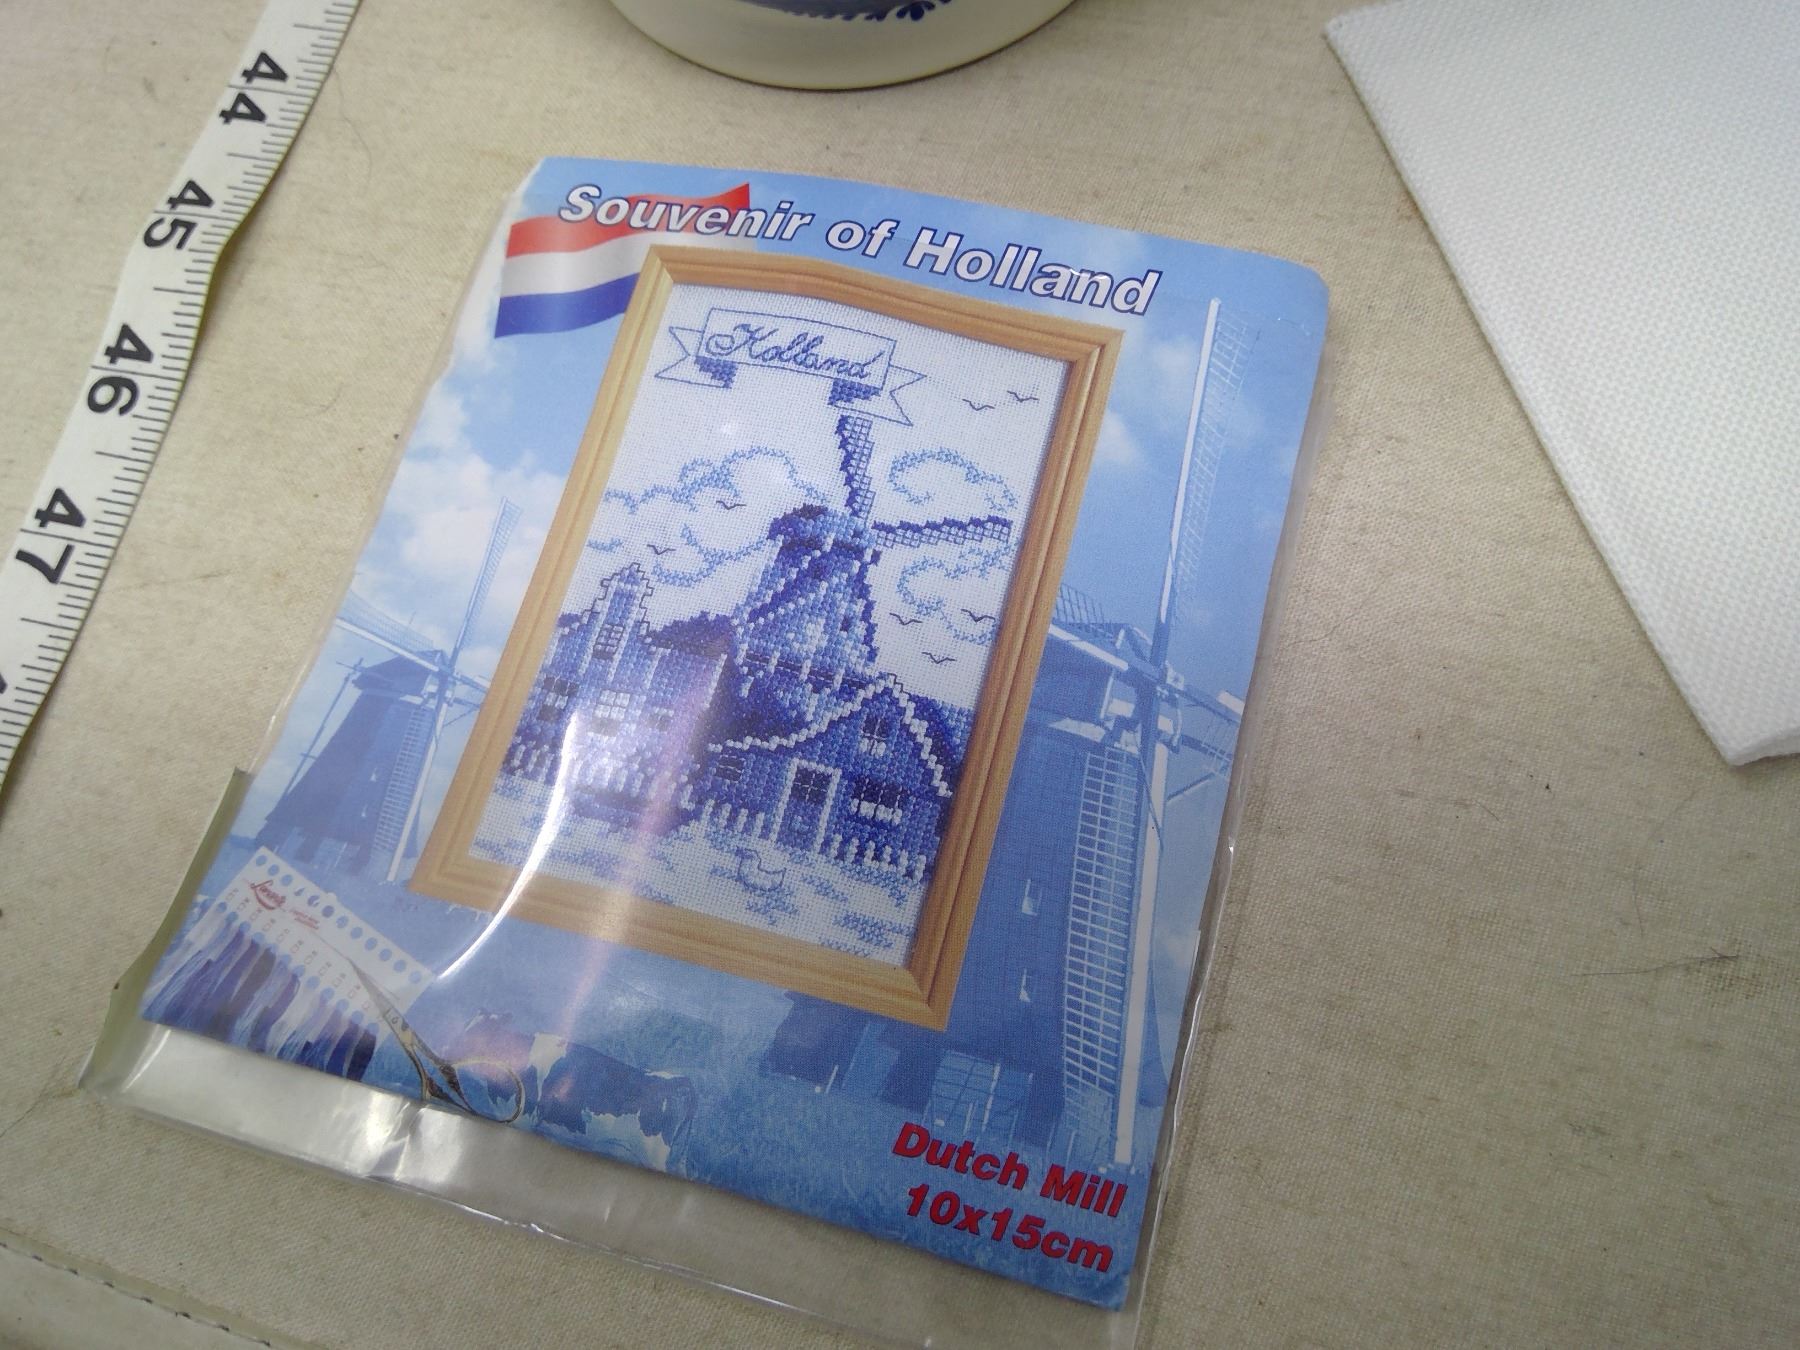 44
45
46
47
Souvenir of Holland
Holland
Dutch Mill
10x15cm